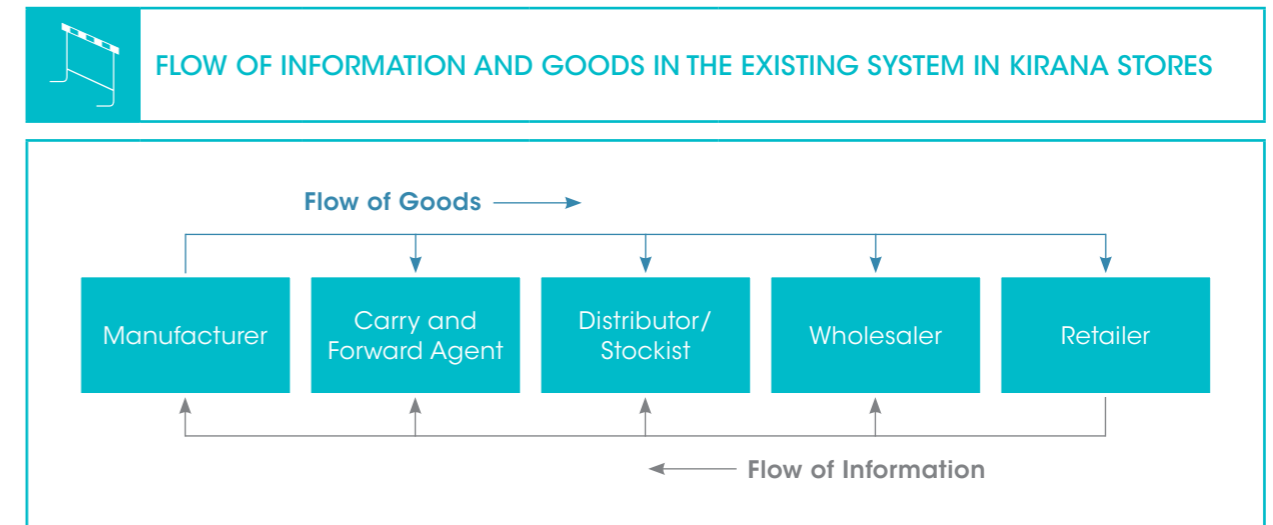 FLOW OF INFORMATION AND GOODS IN THE EXISTING SYSTEM IN KIRANA STORES
Flow of Goods
Manufacturer
Carry and
Forward Agent
Distributor/
Stockist
Wholesaler
Retailer
Flow of Information